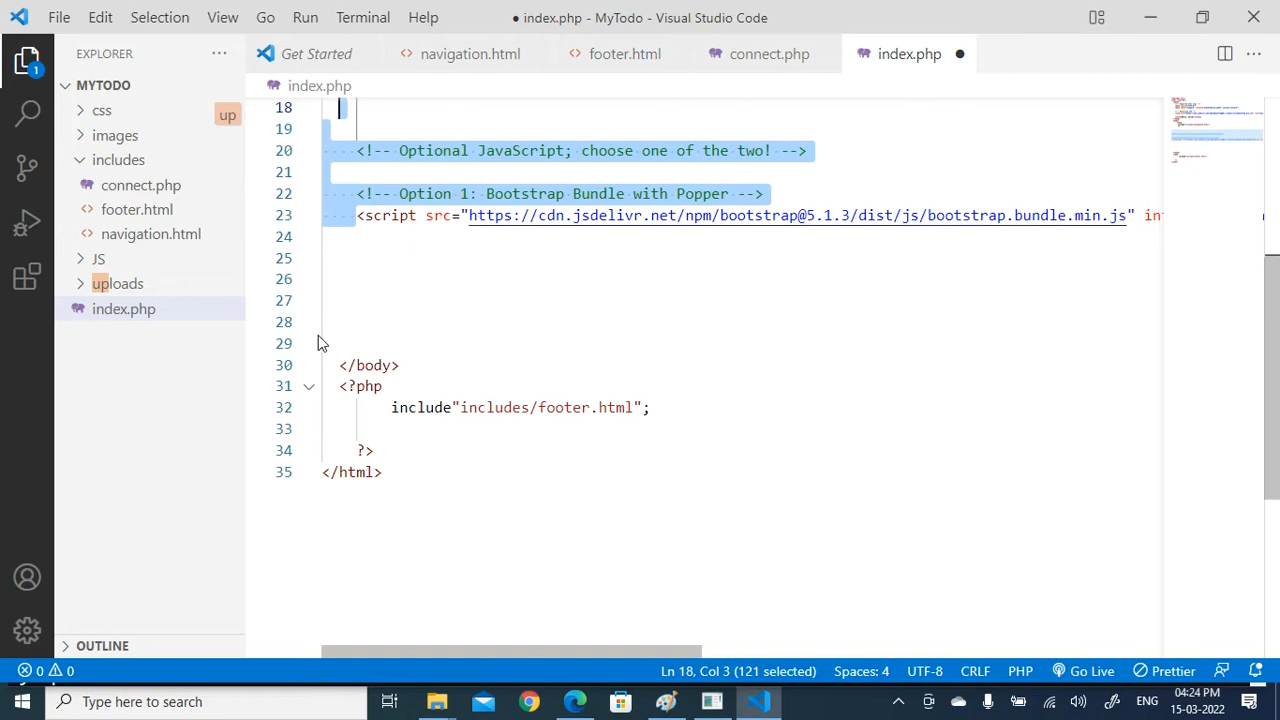 File Edit Selection View Go Run Terminal Help
● index.php - MyTodo - Visual Studio Code
EXPLORER ···
Get Started
navigation.html
footer.html
connect.php
index.php
1
MYTODO
index.php
css
up
images
includes
connect.php
footer.html
navigation.html
JS
uploads
index.php
18
19
20 <!-- Optional JavaScript; choose one of the two! -->
21
22 <!-- Option 1: Bootstrap Bundle with Popper -->
23 <script src="https://cdn.jsdelivr.net/npm/bootstrap@5.1.3/dist/js/bootstrap.bundle.min.js"
24
25
26
27
28
29
30 </body>
31 <?php
32 include"includes/footer.html";
33
34 ?>
35 </html>
OUTLINE
0 0 Ln 18, Col 3 (121 selected) Spaces: 4 UTF-8 CRLF PHP Go Live Prettier
Type here to search
ENG
04:24 PM
15-03-2022